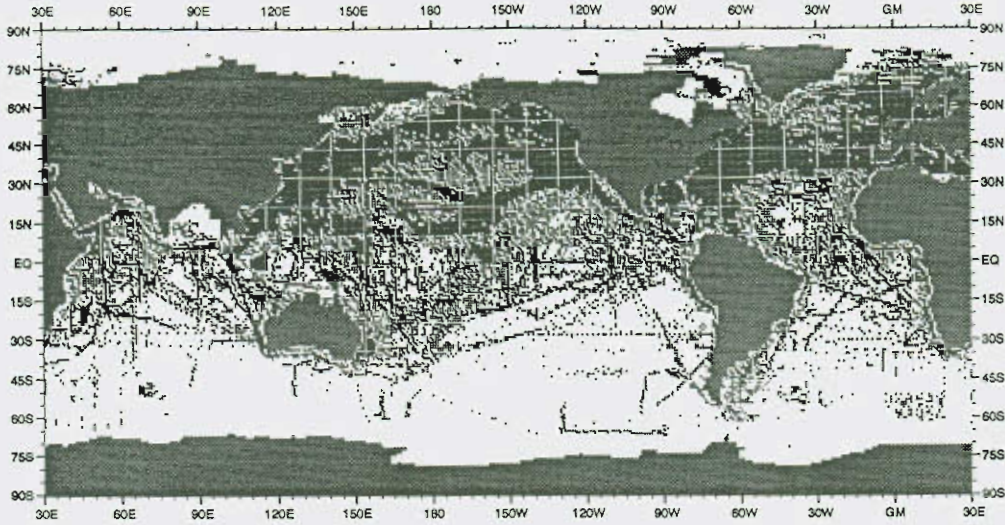 30E 60E 90E 120E 150E 180 150W 120W 90W 60W 30W GM 30E
90N 90N
75N 75N
60N 60N
45N 45N
30N 30N
15N 15N
EQ EQ
15S 15S
30S 30S
45S 45S
60S 60S
75S 75S
90S 90S
30E 60E 90E 120E 150E 180 150W 120W 90W 60W 30W GM 30E